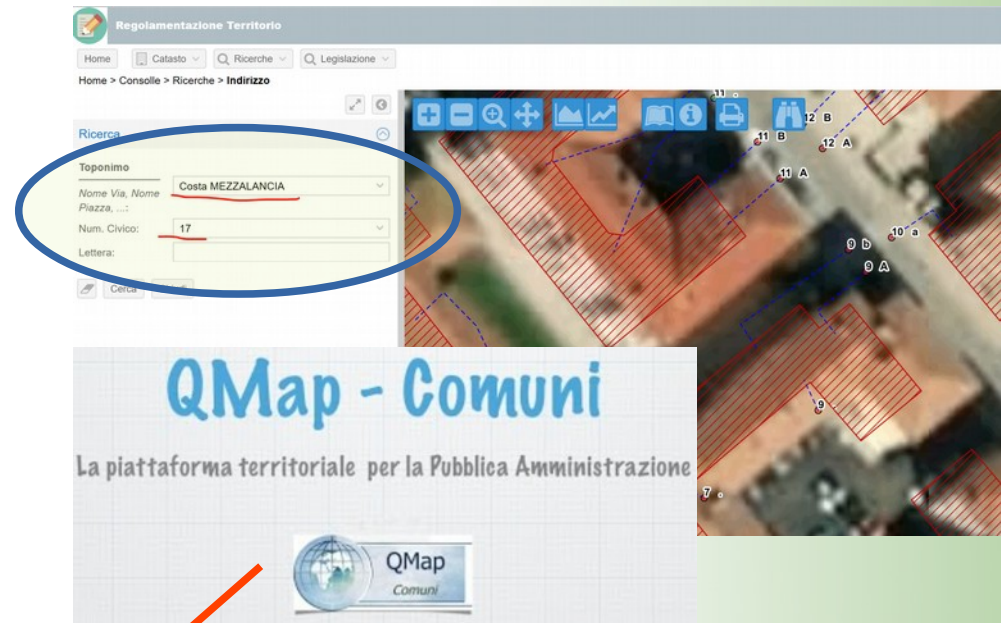 Regolamentazione Territorio
Home Catasto Ricerche Legislazione
Home > Consolle > Ricerche > Indirizzo
Ricerca
Toponimo
Nome Via, Nome Piazza, ...:
Costa MEZZALANCIA
Num. Civico: 17
Lettera:
Cerca
11 .
12 B
11 B
12 A
11 A
10 a
9 b
9 A
9 .
7 .
QMap - Comuni
La piattaforma territoriale per la Pubblica Amministrazione
QMap
Comuni